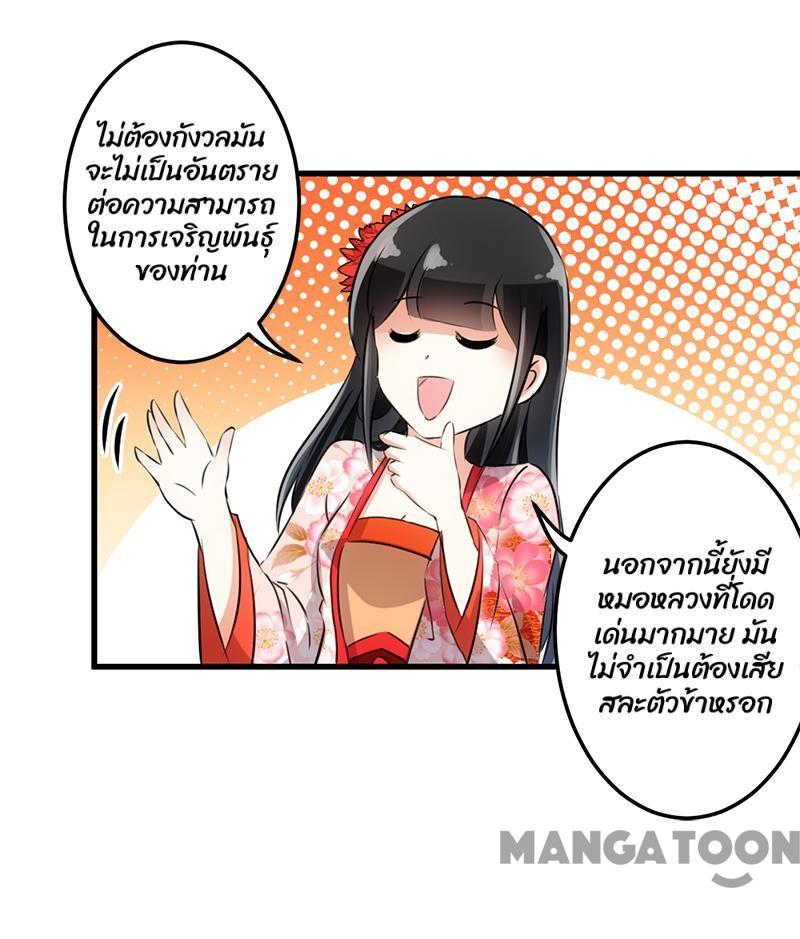 ไม่ต้องกังวลมัน
จะไม่เป็นอันตราย
ต่อความสามารถ
ในการเจริญพันธุ์
ของท่าน
นอกจากนี้ยังมี
หมอหลวงที่โดด
เด่นมากมาย มัน
ไม่จำเป็นต้องเสีย
สละตัวข้าหรอก
MANGATOON